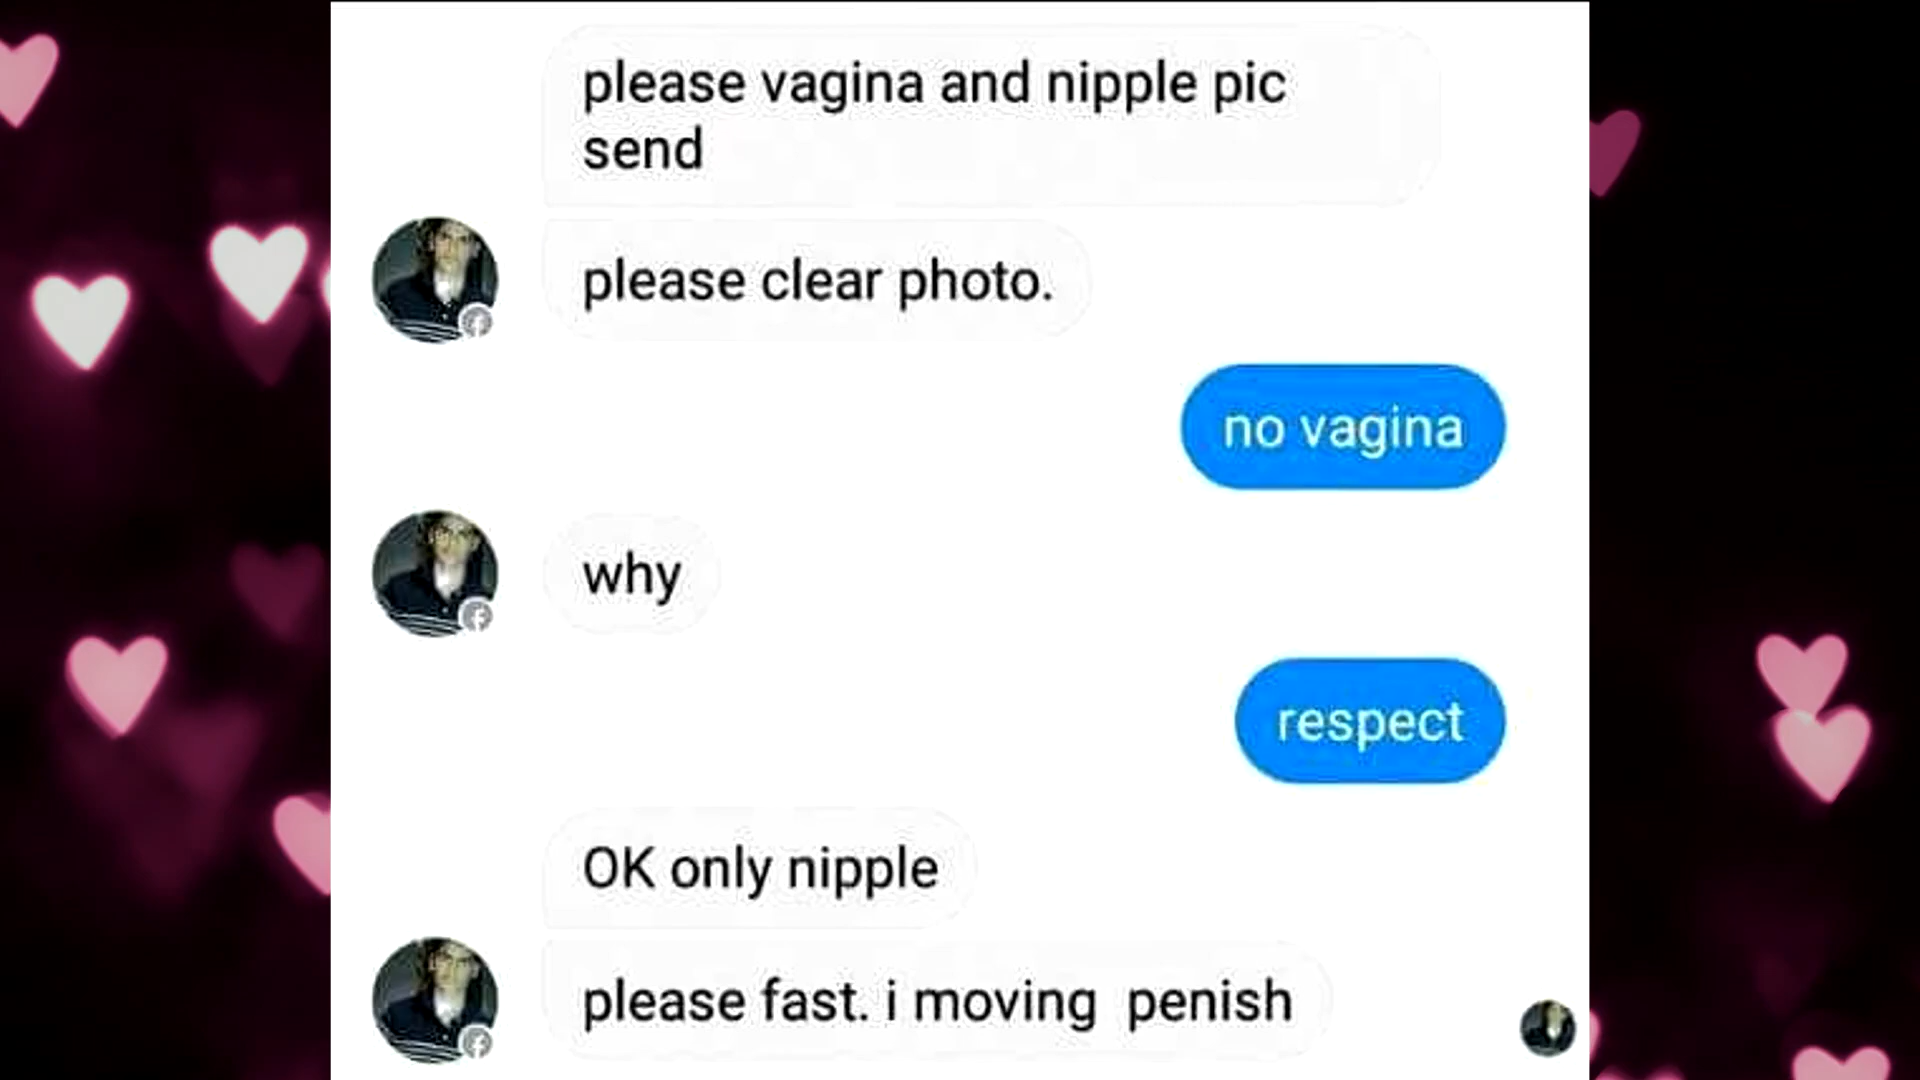 please vagina and nipple pic
send
please clear photo.
no vagina
why
respect
OK only nipple
please fast. i moving penish